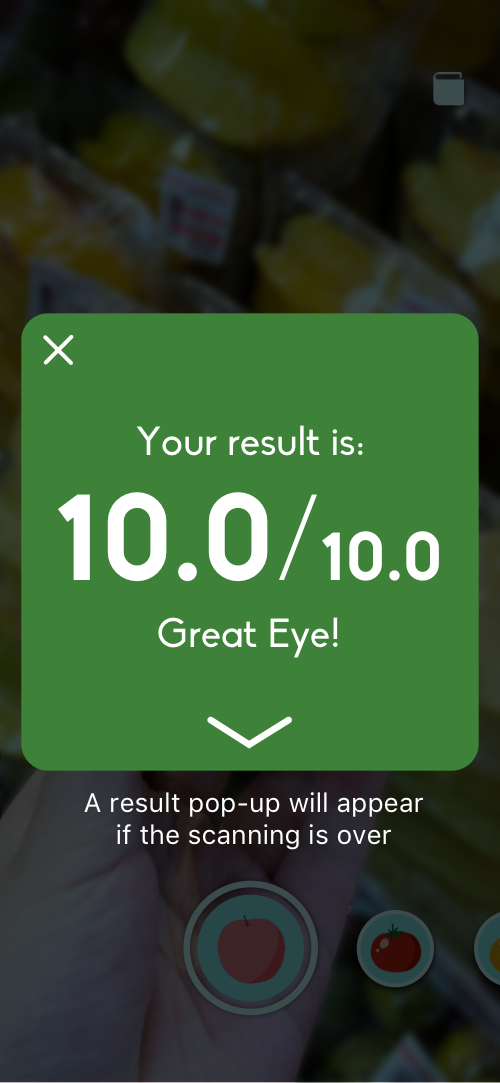 Your result is:
10.0/10.0
Great Eye!
A result pop-up will appear
if the scanning is over